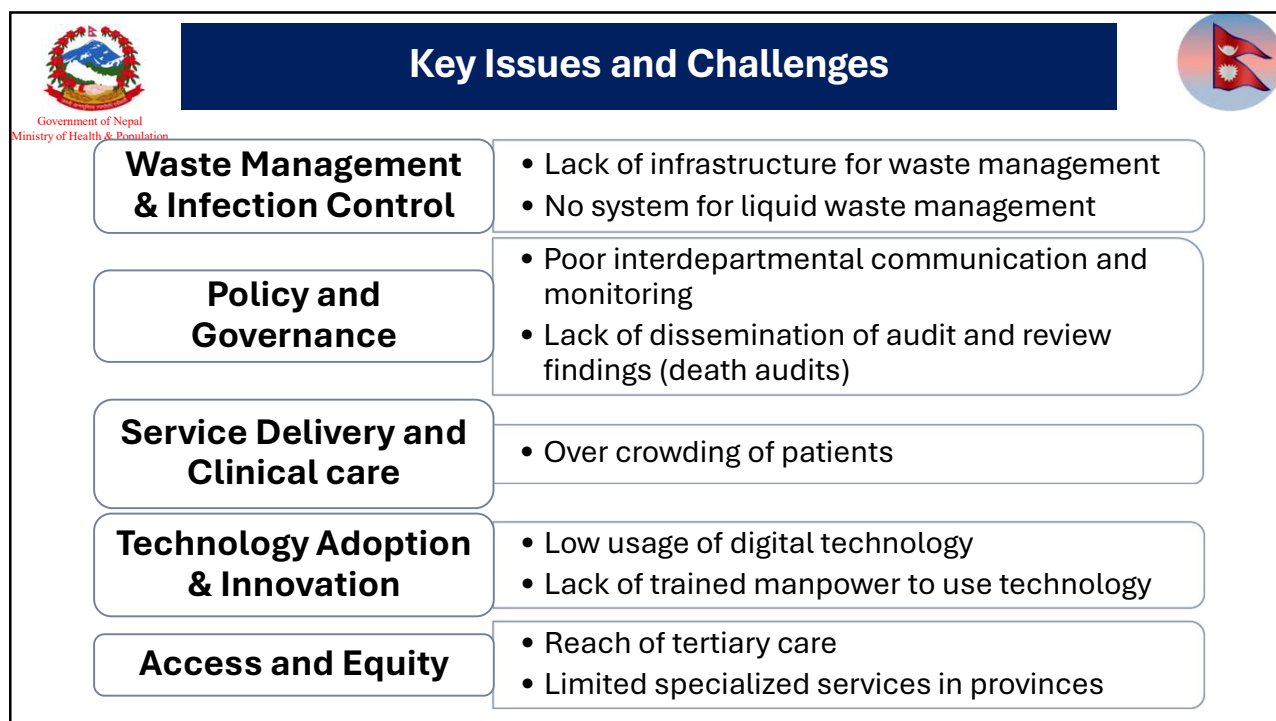 Key Issues and Challenges
Government of Nepal
Ministry of Health & Population
Waste Management
& Infection Control
• Lack of infrastructure for waste management
• No system for liquid waste management
Policy and
Governance
• Poor interdepartmental communication and
monitoring
• Lack of dissemination of audit and review
findings (death audits)
Service Delivery and
Clinical care
• Over crowding of patients
Technology Adoption
& Innovation
• Low usage of digital technology
• Lack of trained manpower to use technology
Access and Equity
• Reach of tertiary care
• Limited specialized services in provinces